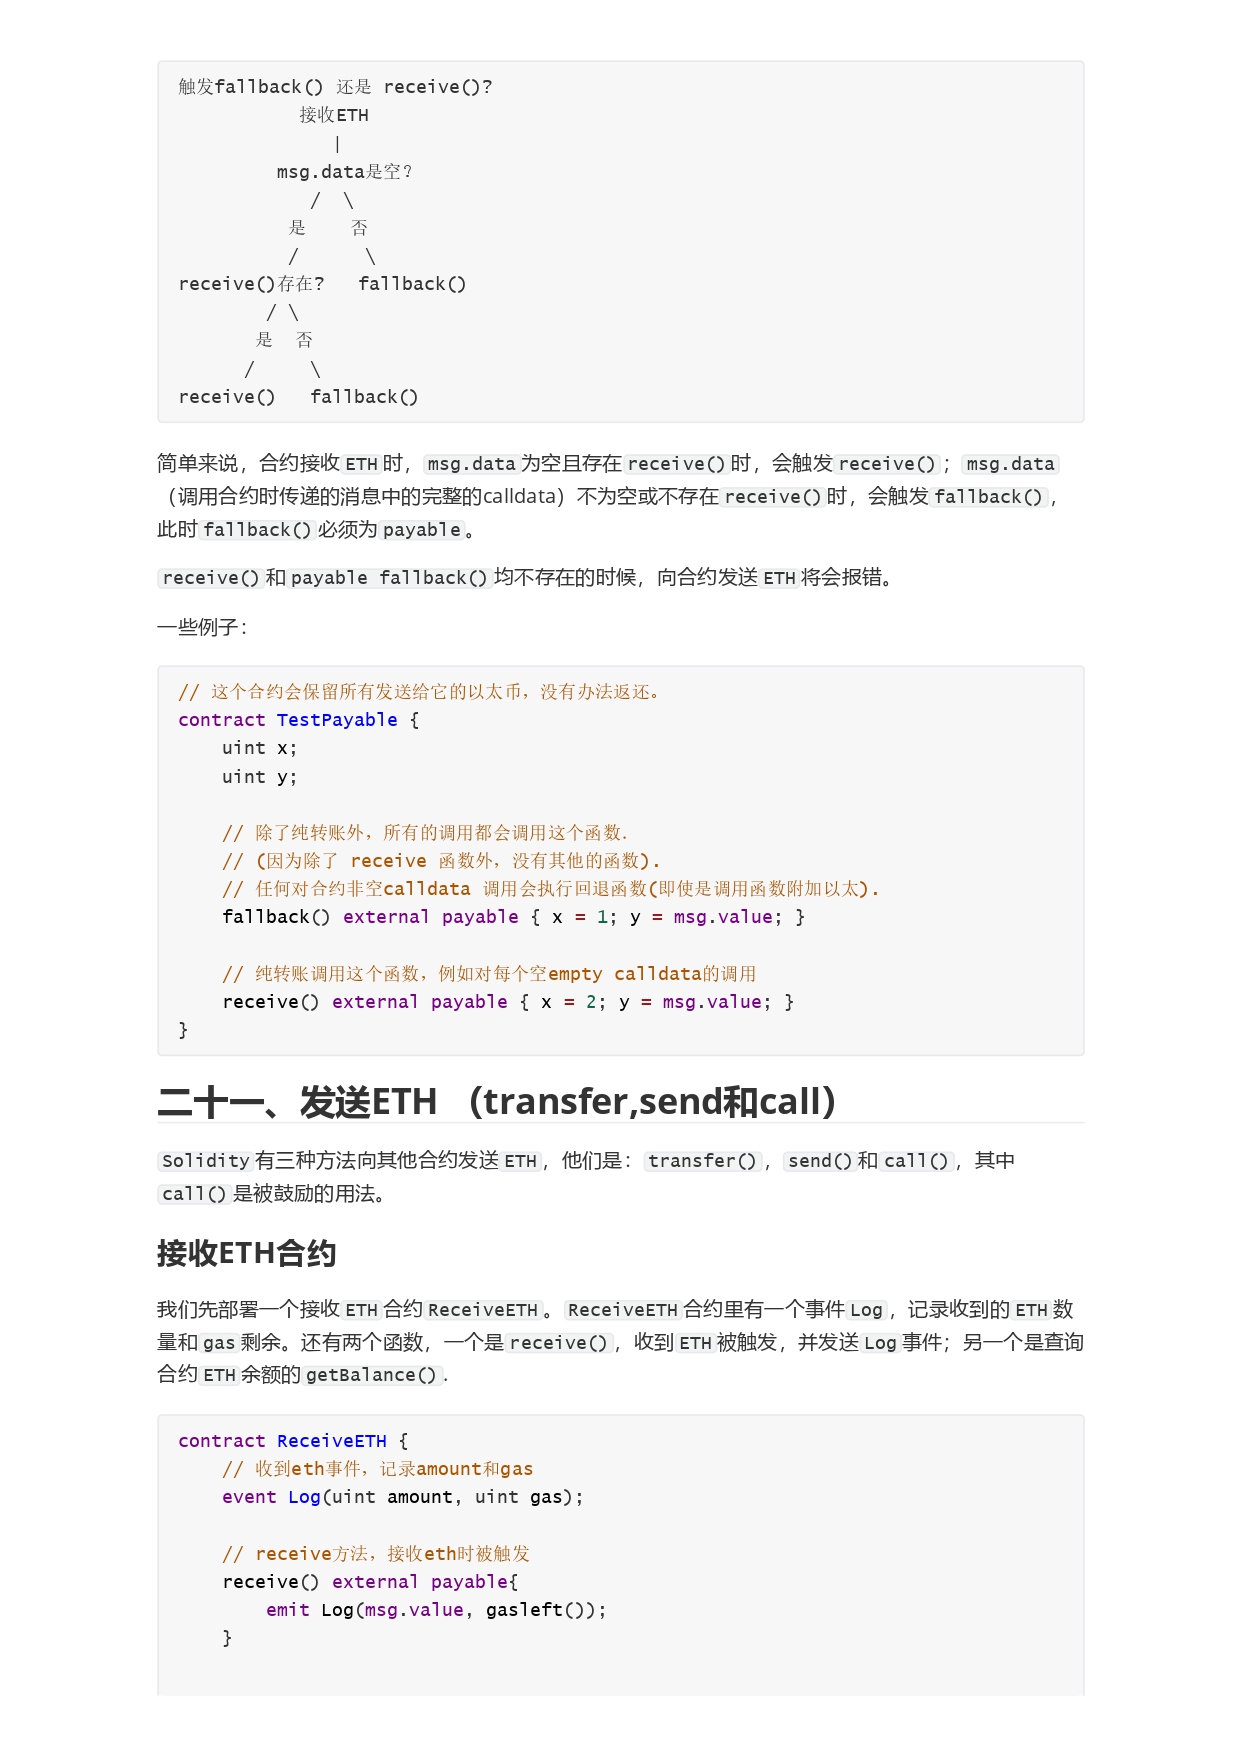 触发fallback() 还是 receive()?
           接收ETH
              |
         msg.data是空？
            /  \
          是    否
          /      \
receive()存在?   fallback()
        / \
       是  否
      /     \
receive()   fallback()
简单来说，合约接收ETH时，msg.data为空且存在receive()时，会触发receive()；msg.data
（调用合约时传递的消息中的完整的calldata）不为空或不存在receive()时，会触发fallback()，
此时fallback()必须为payable。
receive()和payable fallback()均不存在的时候，向合约发送ETH将会报错。
一些例子：
// 这个合约会保留所有发送给它的以太币，没有办法返还。
contract TestPayable {
    uint x;
    uint y;

    // 除了纯转账外，所有的调用都会调用这个函数.
    // (因为除了 receive 函数外，没有其他的函数).
    // 任何对合约非空calldata 调用会执行回退函数(即使是调用函数附加以太).
    fallback() external payable { x = 1; y = msg.value; }

    // 纯转账调用这个函数，例如对每个空empty calldata的调用
    receive() external payable { x = 2; y = msg.value; }
}
二十一、发送ETH （transfer,send和call）
Solidity有三种方法向其他合约发送ETH，他们是：transfer()，send()和call()，其中
call()是被鼓励的用法。
接收ETH合约
我们先部署一个接收ETH合约ReceiveETH。ReceiveETH合约里有一个事件Log，记录收到的ETH数
量和gas剩余。还有两个函数，一个是receive()，收到ETH被触发，并发送Log事件；另一个是查询
合约ETH余额的getBalance().
contract ReceiveETH {
    // 收到eth事件，记录amount和gas
    event Log(uint amount, uint gas);

    // receive方法，接收eth时被触发
    receive() external payable{
        emit Log(msg.value, gasleft());
    }